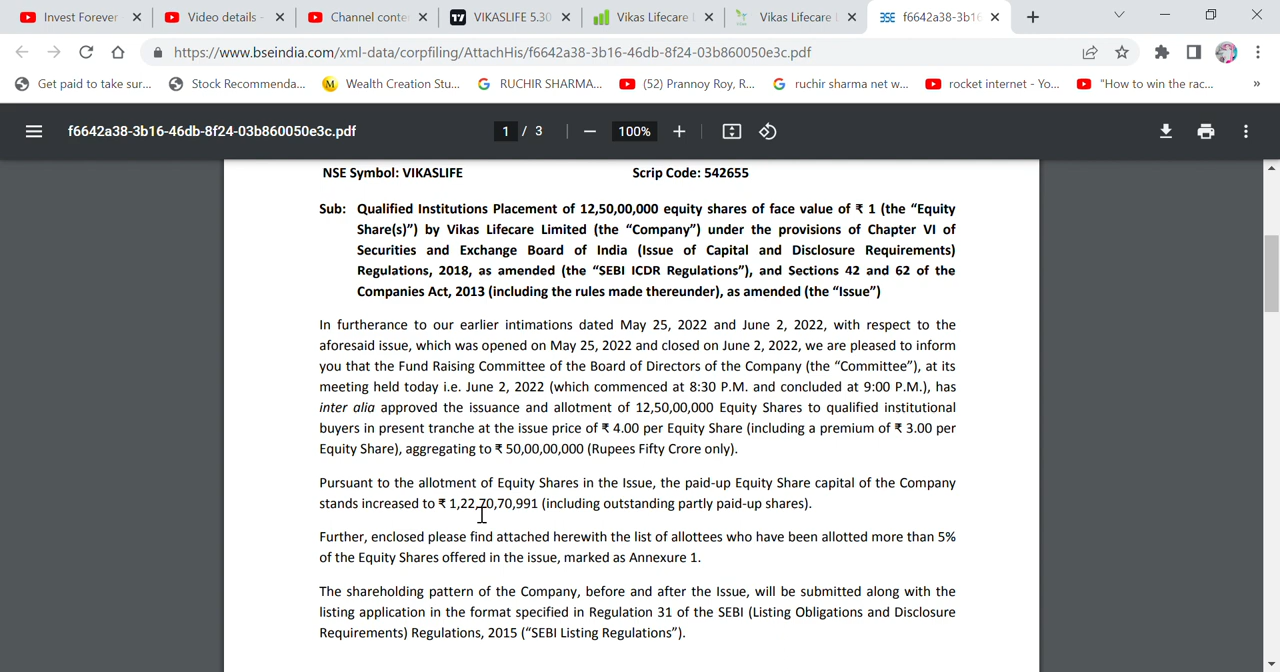 Invest Forever
Video details -
Channel conte
VIKASLIFE 5.30
Vikas Lifecare
Vikas Lifecare
f6642a38-3b16
https://www.bseindia.com/xml-data/corpfiling/AttachHis/f6642a38-3b16-46db-8f24-03b860050e3c.pdf
Get paid to take sur...
Stock Recommenda...
Wealth Creation Stu...
RUCHIR SHARMA...
(52) Prannoy Roy, R...
ruchir sharma net w...
rocket internet - Yo...
"How to win the rac...
»
f6642a38-3b16-46db-8f24-03b860050e3c.pdf
1 / 3
100%
NSE Symbol: VIKASLIFE Scrip Code: 542655
Sub: Qualified Institutions Placement of 12,50,00,000 equity shares of face value of ₹ 1 (the “Equity
Share(s)”) by Vikas Lifecare Limited (the “Company”) under the provisions of Chapter VI of
Securities and Exchange Board of India (Issue of Capital and Disclosure Requirements)
Regulations, 2018, as amended (the “SEBI ICDR Regulations”), and Sections 42 and 62 of the
Companies Act, 2013 (including the rules made thereunder), as amended (the “Issue”)
In furtherance to our earlier intimations dated May 25, 2022 and June 2, 2022, with respect to the
aforesaid issue, which was opened on May 25, 2022 and closed on June 2, 2022, we are pleased to inform
you that the Fund Raising Committee of the Board of Directors of the Company (the “Committee”), at its
meeting held today i.e. June 2, 2022 (which commenced at 8:30 P.M. and concluded at 9:00 P.M.), has
inter alia approved the issuance and allotment of 12,50,00,000 Equity Shares to qualified institutional
buyers in present tranche at the issue price of ₹ 4.00 per Equity Share (including a premium of ₹ 3.00 per
Equity Share), aggregating to ₹ 50,00,00,000 (Rupees Fifty Crore only).
Pursuant to the allotment of Equity Shares in the Issue, the paid-up Equity Share capital of the Company
stands increased to ₹ 1,22,70,70,991 (including outstanding partly paid-up shares).
Further, enclosed please find attached herewith the list of allottees who have been allotted more than 5%
of the Equity Shares offered in the issue, marked as Annexure 1.
The shareholding pattern of the Company, before and after the Issue, will be submitted along with the
listing application in the format specified in Regulation 31 of the SEBI (Listing Obligations and Disclosure
Requirements) Regulations, 2015 (“SEBI Listing Regulations”).